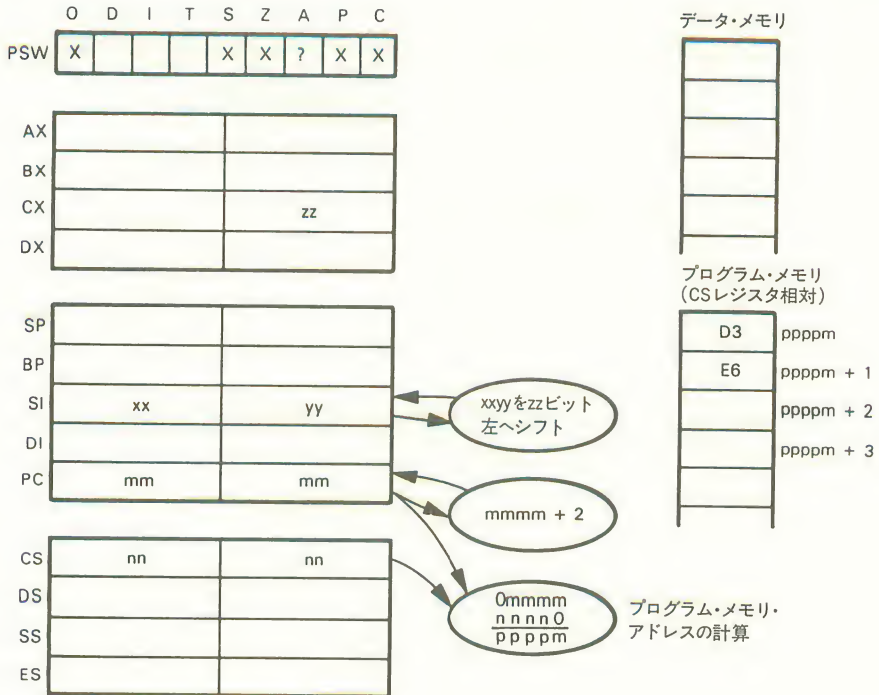 O D I T S Z A P C
PSW X X X ? X X
AX
BX
CX zz
DX
SP
BP
SI xx yy
DI
PC mm mm
CS nn nn
DS
SS
ES
xxyyをzzビット
左へシフト
mmmm + 2
0mmmm
nnnn0
ppppm
プログラム・メモリ・
アドレスの計算
データ・メモリ
プログラム・メモリ
(CSレジスタ相対)
D3 ppppm
E6 ppppm + 1
ppppm + 2
ppppm + 3